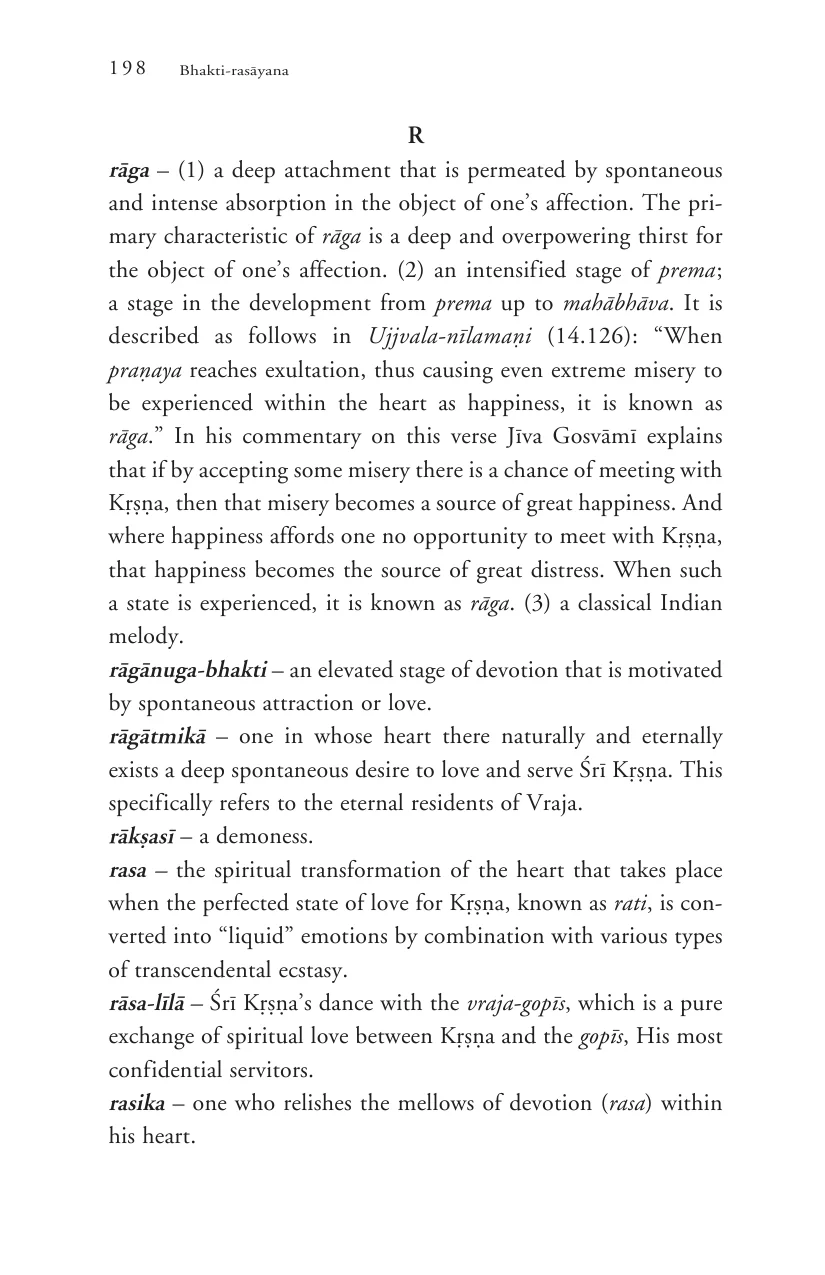 198 Bhakti-rasāyana
R
rāga – (1) a deep attachment that is permeated by spontaneous
and intense absorption in the object of one’s affection. The pri-
mary characteristic of rāga is a deep and overpowering thirst for
the object of one’s affection. (2) an intensified stage of prema;
a stage in the development from prema up to mahābhāva. It is
described as follows in Ujjvala-nīlamaṇi (14.126): “When
praṇaya reaches exultation, thus causing even extreme misery to
be experienced within the heart as happiness, it is known as
rāga.” In his commentary on this verse Jīva Gosvāmī explains
that if by accepting some misery there is a chance of meeting with
Kṛṣṇa, then that misery becomes a source of great happiness. And
where happiness affords one no opportunity to meet with Kṛṣṇa,
that happiness becomes the source of great distress. When such
a state is experienced, it is known as rāga. (3) a classical Indian
melody.
rāgānuga-bhakti – an elevated stage of devotion that is motivated
by spontaneous attraction or love.
rāgātmikā – one in whose heart there naturally and eternally
exists a deep spontaneous desire to love and serve Śrī Kṛṣṇa. This
specifically refers to the eternal residents of Vraja.
rākṣasī – a demoness.
rasa – the spiritual transformation of the heart that takes place
when the perfected state of love for Kṛṣṇa, known as rati, is con-
verted into “liquid” emotions by combination with various types
of transcendental ecstasy.
rāsa-līlā – Śrī Kṛṣṇa’s dance with the vraja-gopīs, which is a pure
exchange of spiritual love between Kṛṣṇa and the gopīs, His most
confidential servitors.
rasika – one who relishes the mellows of devotion (rasa) within
his heart.